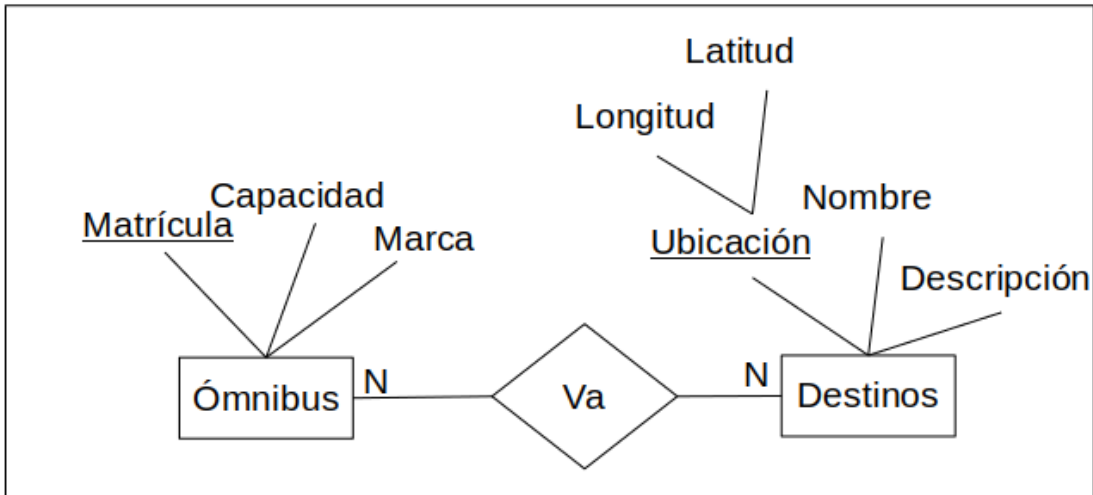 Latitud
Longitud
Capacidad
Nombre
Matrícula
Marca
Ubicación
Descripción
Ómnibus
N
Va
N
Destinos